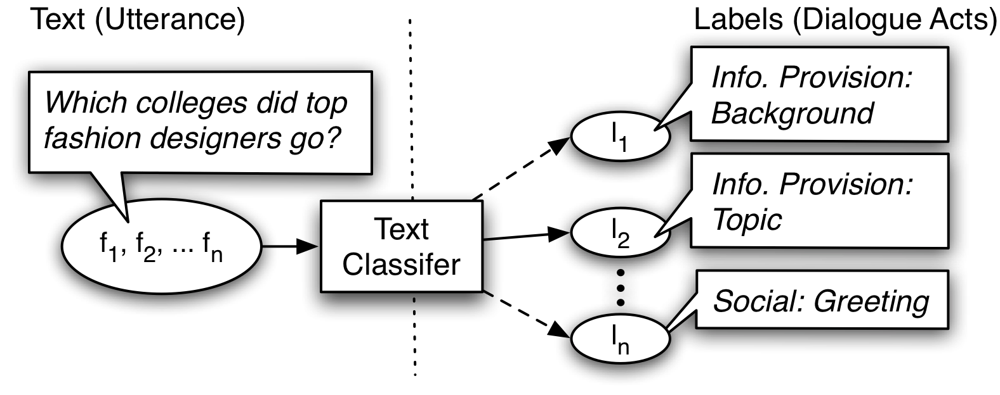 Text (Utterance)
Labels (Dialogue Acts)
Which colleges did top
fashion designers go?
f1, f2, ... fn
Text
Classifer
l1
Info. Provision:
Background
l2
Info. Provision:
Topic
ln
Social: Greeting